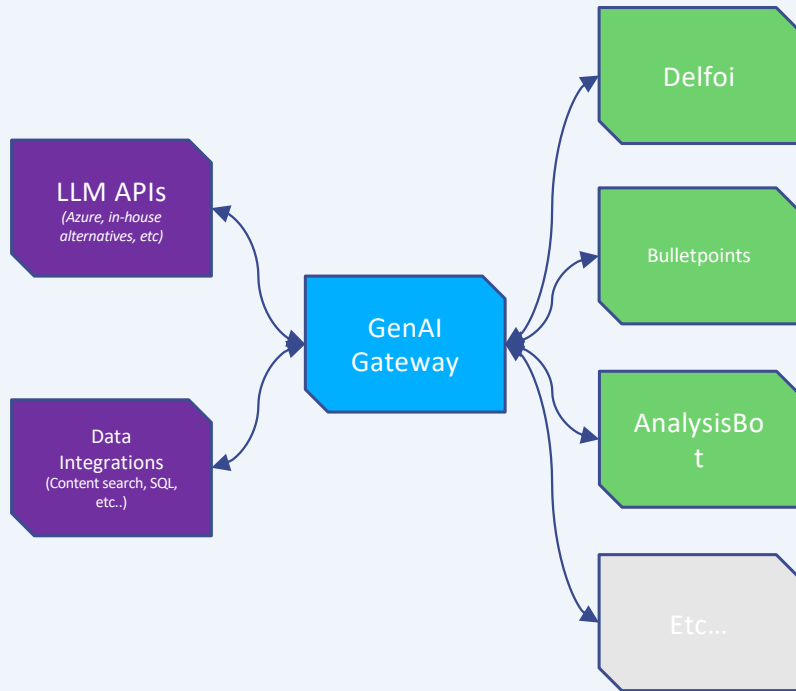 Delfoi
LLM APIs
(Azure, in-house
alternatives, etc)
Bulletpoints
GenAI
Gateway
Data
Integrations
(Content search, SQL,
etc..)
AnalysisBo
t
Etc...